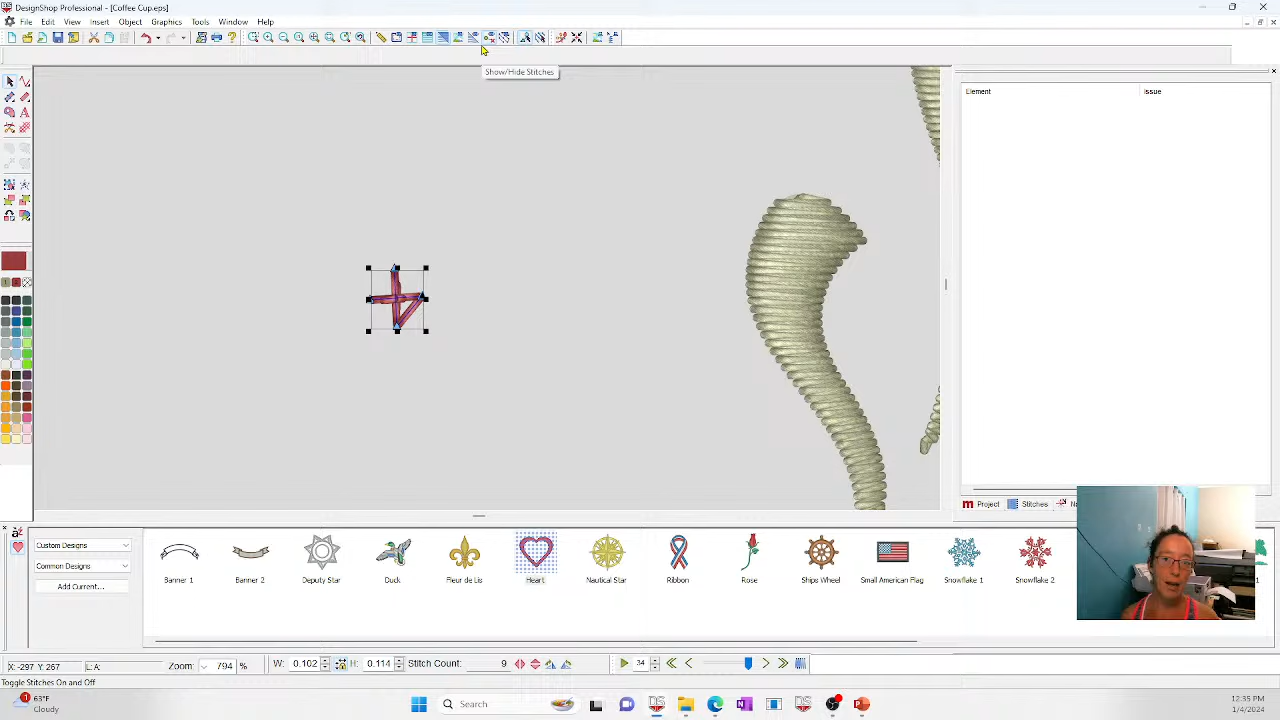 DesignShop Professional - [Coffee Cup.eps]
File Edit View Insert Object Graphics Tools Window Help
Show/Hide Stitches
Element Issue
Project Stitches
Custom Designs
Common Designs
Add Current...
Banner 1 Banner 2 Deputy Star Duck Fleur de Lis Heart Nautical Star Ribbon Rose Ships Wheel Small American Flag Snowflake 1 Snowflake 2
X: -297 Y: 267 L: A: Zoom: 794 % W: 0.102 H: 0.114 Stitch Count: 9 34
Toggle Stitches On and Off
63°F
Cloudy
Search
12:35 PM
1/4/2024